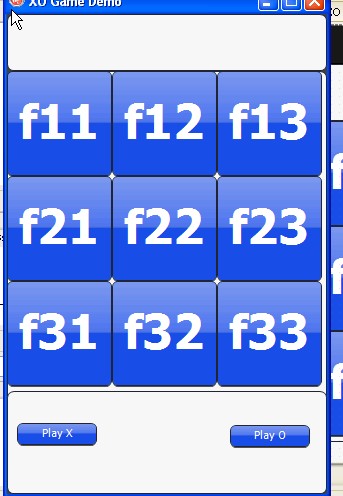 XO Game Demo
f11 f12 f13
f21 f22 f23
f31 f32 f33
Play X Play O